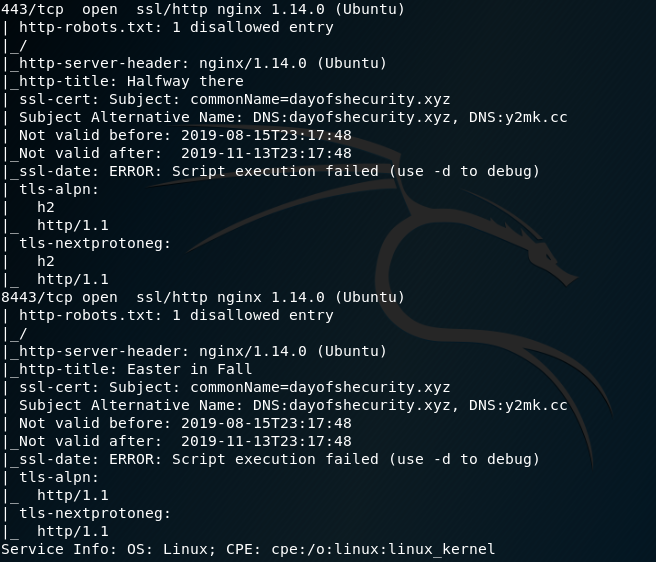 443/tcp  open  ssl/http nginx 1.14.0 (Ubuntu)
| http-robots.txt: 1 disallowed entry
|_/
|_http-server-header: nginx/1.14.0 (Ubuntu)
|_http-title: Halfway there
| ssl-cert: Subject: commonName=dayofshecurity.xyz
| Subject Alternative Name: DNS:dayofshecurity.xyz, DNS:y2mk.cc
| Not valid before: 2019-08-15T23:17:48
|_Not valid after:  2019-11-13T23:17:48
|_ssl-date: ERROR: Script execution failed (use -d to debug)
| tls-alpn:
|   h2
|_  http/1.1
| tls-nextprotoneg:
|   h2
|_  http/1.1
8443/tcp open  ssl/http nginx 1.14.0 (Ubuntu)
| http-robots.txt: 1 disallowed entry
|_/
|_http-server-header: nginx/1.14.0 (Ubuntu)
|_http-title: Easter in Fall
| ssl-cert: Subject: commonName=dayofshecurity.xyz
| Subject Alternative Name: DNS:dayofshecurity.xyz, DNS:y2mk.cc
| Not valid before: 2019-08-15T23:17:48
|_Not valid after:  2019-11-13T23:17:48
|_ssl-date: ERROR: Script execution failed (use -d to debug)
| tls-alpn:
|_  http/1.1
| tls-nextprotoneg:
|_  http/1.1
Service Info: OS: Linux; CPE: cpe:/o:linux:linux_kernel